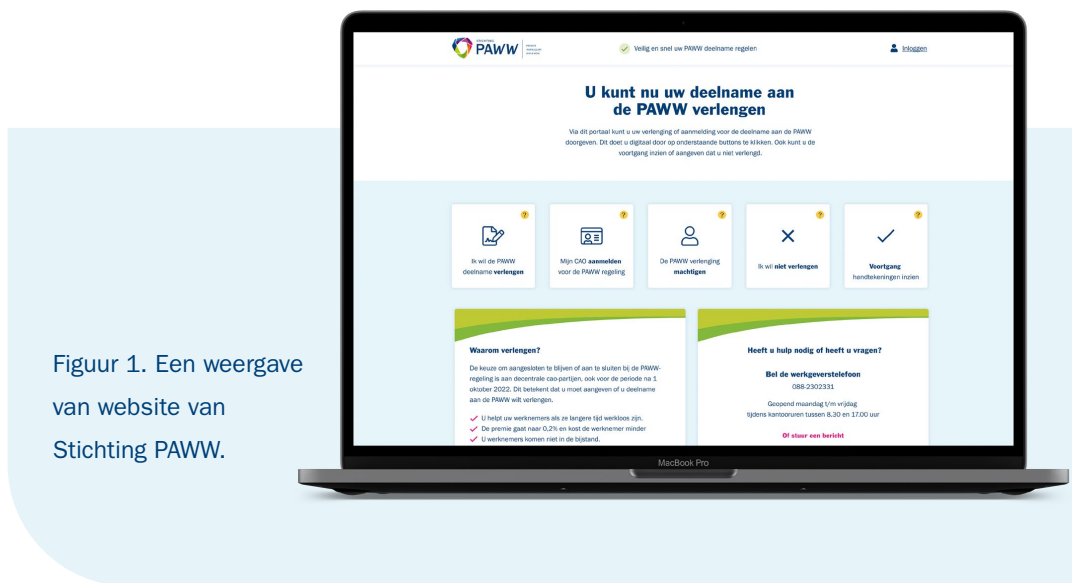 STICHTING
PAWW
Veilig en snel uw PAWW deelname regelen
Inloggen
U kunt nu uw deelname aan
de PAWW verlengen
Via dit portaal kunt u uw verlenging of aanmelding voor de deelname aan de PAWW
doorgeven. Dit doet u digitaal door op onderstaande buttons te klikken. Ook kunt u de
voortgang inzien of aangeven dat u niet verlengd.
?
?
?
?
?
Ik wil de PAWW
deelname verlengen
Mijn CAO aanmelden
voor de PAWW regeling
De PAWW verlenging
machtigen
Ik wil niet verlengen
Voortgang
handtekeningen inzien
Waarom verlengen?
De keuze om aangesloten te blijven of aan te sluiten bij de PAWW-
regeling is aan decentrale cao-partijen, ook voor de periode na 1
oktober 2022. Dit betekent dat u moet aangeven of u deelname
aan de PAWW wilt verlengen.
U helpt uw werknemers als ze langere tijd werkloos zijn.
De premie gaat naar 0,2% en kost de werknemer minder
U werknemers komen niet in de bijstand.
Heeft u hulp nodig of heeft u vragen?
Bel de werkgeverstelefoon
088-2302331
Geopend maandag t/m vrijdag
tijdens kantooruren tussen 8.30 en 17.00 uur
Of stuur een bericht
MacBook Pro
Figuur 1. Een weergave
van website van
Stichting PAWW.